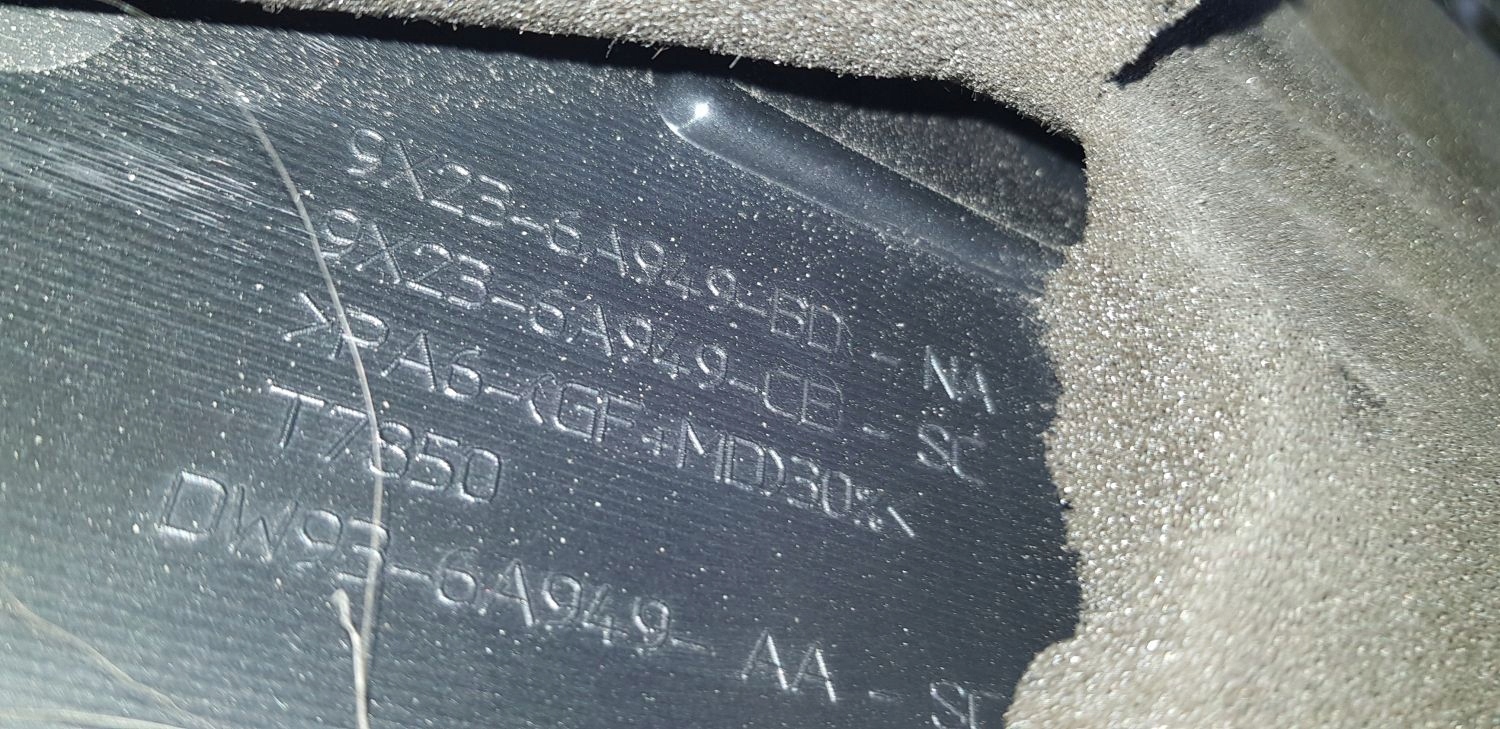 9X23-6A949-BD - NA
9X23-6A949-CB - SC
>PA6-(GF+MD)30%<
T7850
DW93-6A949-AA - SC